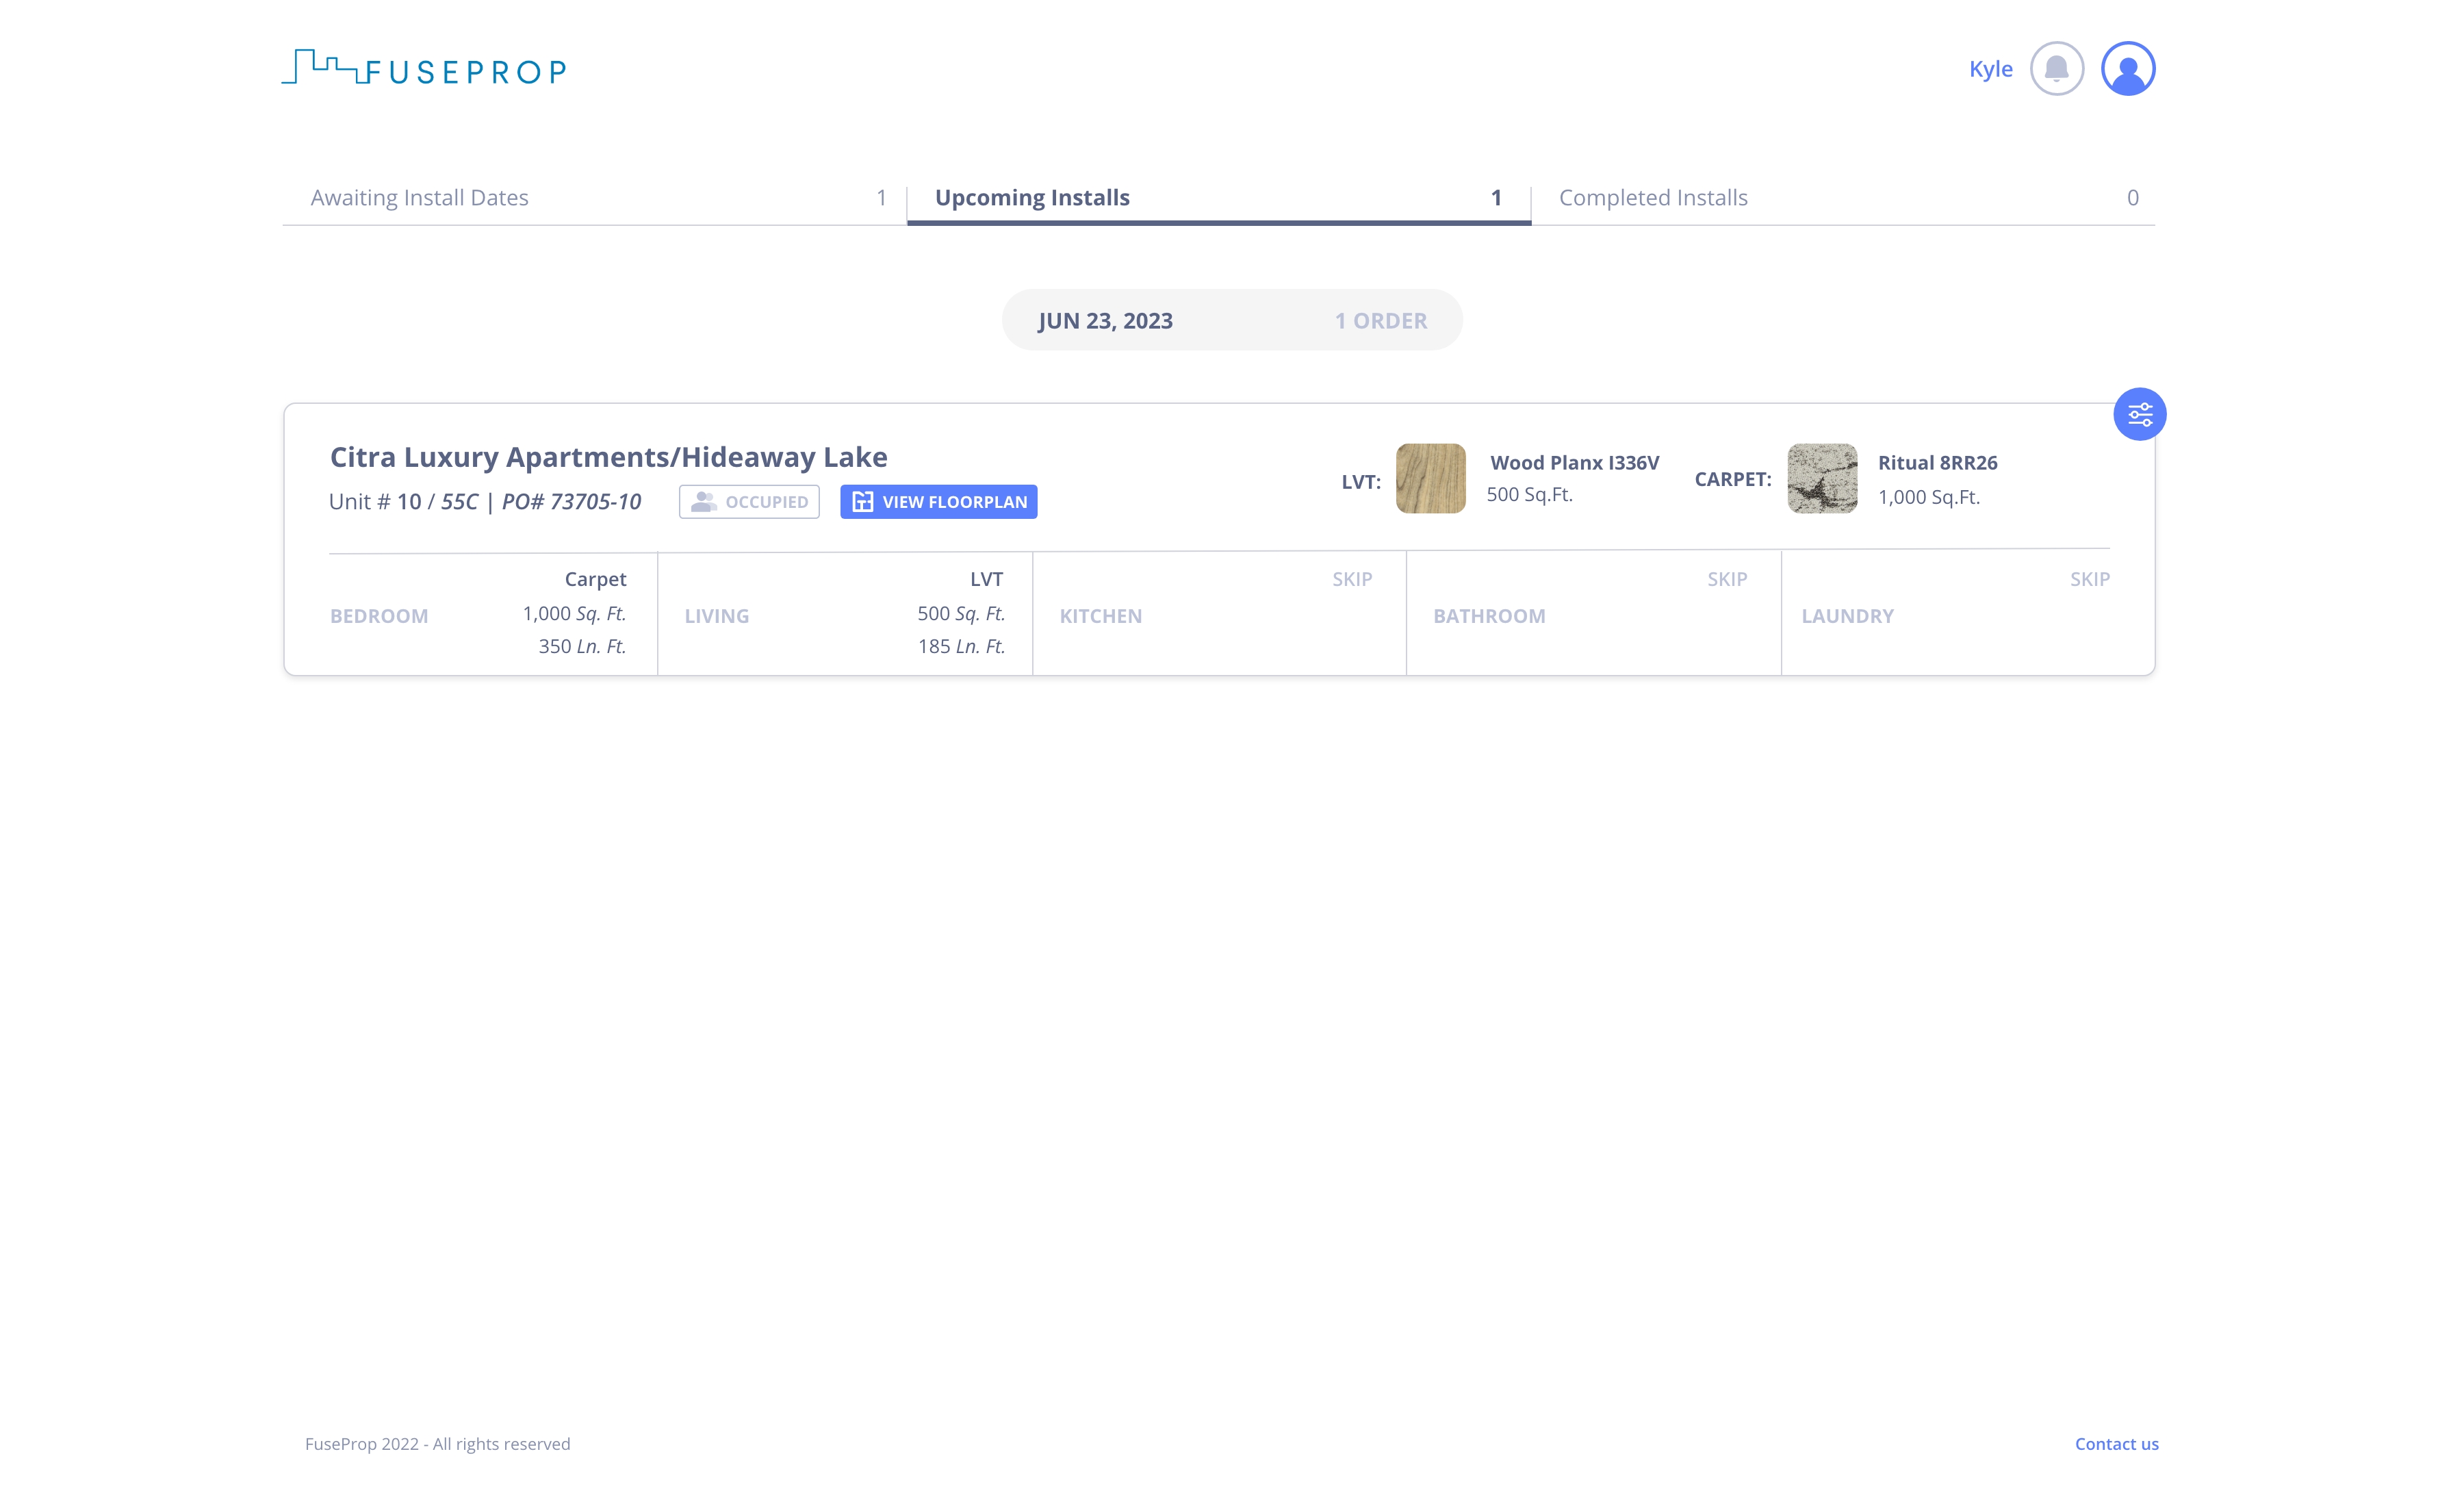 FUSEPROP
Kyle
Awaiting Install Dates 1
Upcoming Installs 1
Completed Installs 0
JUN 23, 2023 1 ORDER
Citra Luxury Apartments/Hideaway Lake
Unit # 10 / 55C | PO# 73705-10
OCCUPIED
VIEW FLOORPLAN
LVT:
Wood Planx I336V
500 Sq.Ft.
CARPET:
Ritual 8RR26
1,000 Sq.Ft.
BEDROOM
Carpet
1,000 Sq. Ft.
350 Ln. Ft.
LIVING
LVT
500 Sq. Ft.
185 Ln. Ft.
KITCHEN
SKIP
BATHROOM
SKIP
LAUNDRY
SKIP
FuseProp 2022 - All rights reserved
Contact us